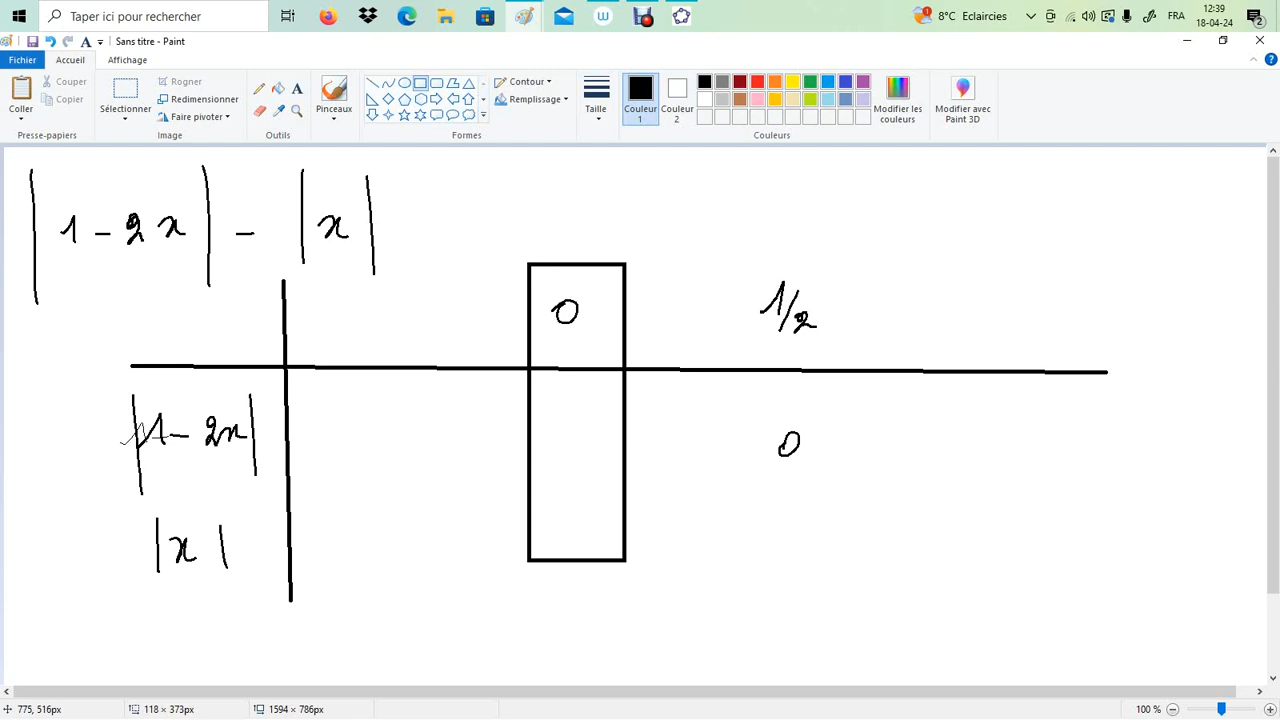 Taper ici pour rechercher
8°C Eclaircies
FRA
12:39
18-04-24
2
Sans titre - Paint
Fichier
Accueil
Affichage
Coller
Couper
Copier
Presse-papiers
Sélectionner
Rogner
Redimensionner
Faire pivoter
Image
A
Outils
Pinceaux
Contour
Remplissage
Formes
Taille
Couleur 1
Couleur 2
Modifier les couleurs
Couleurs
Modifier avec Paint 3D
|1 - 2x| - |x|
0 1/2
|1 - 2x| 0
|x|
775, 516px
118 × 373px
1594 × 786px
100 %